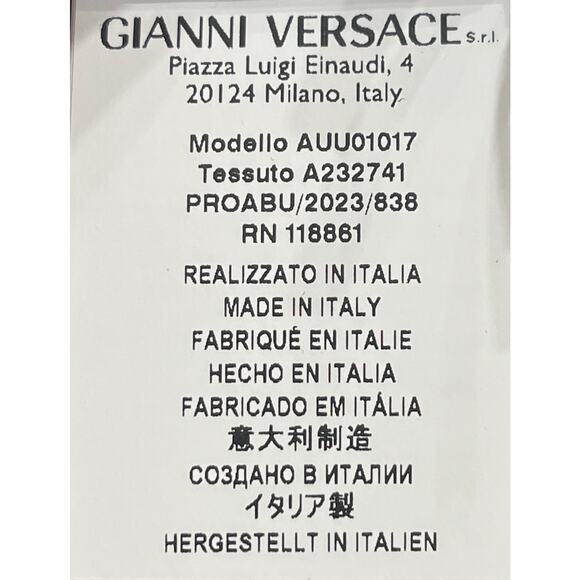 GIANNI VERSACE s.r.l.
Piazza Luigi Einaudi, 4
20124 Milano, Italy
Modello AUU01017
Tessuto A232741
PROABU/2023/838
RN 118861
REALIZZATO IN ITALIA
MADE IN ITALY
FABRIQUÉ EN ITALIE
HECHO EN ITALIA
FABRICADO EM ITÁLIA
意大利制造
СОЗДАНО В ИТАЛИИ
イタリア製
HERGESTELLT IN ITALIEN